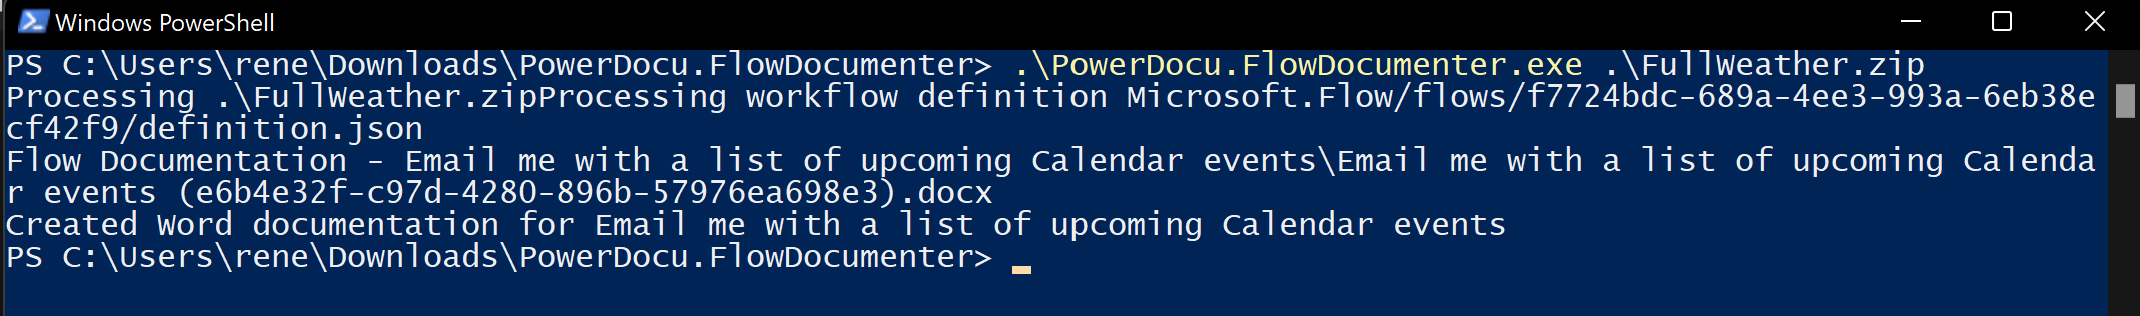 Windows PowerShell
PS C:\Users\rene\Downloads\PowerDocu.FlowDocumenter> .\PowerDocu.FlowDocumenter.exe .\FullWeather.zip
Processing .\FullWeather.zipProcessing workflow definition Microsoft.Flow/flows/f7724bdc-689a-4ee3-993a-6eb38e
cf42f9/definition.json
Flow Documentation - Email me with a list of upcoming Calendar events\Email me with a list of upcoming Calenda
r events (e6b4e32f-c97d-4280-896b-57976ea698e3).docx
Created Word documentation for Email me with a list of upcoming Calendar events
PS C:\Users\rene\Downloads\PowerDocu.FlowDocumenter>